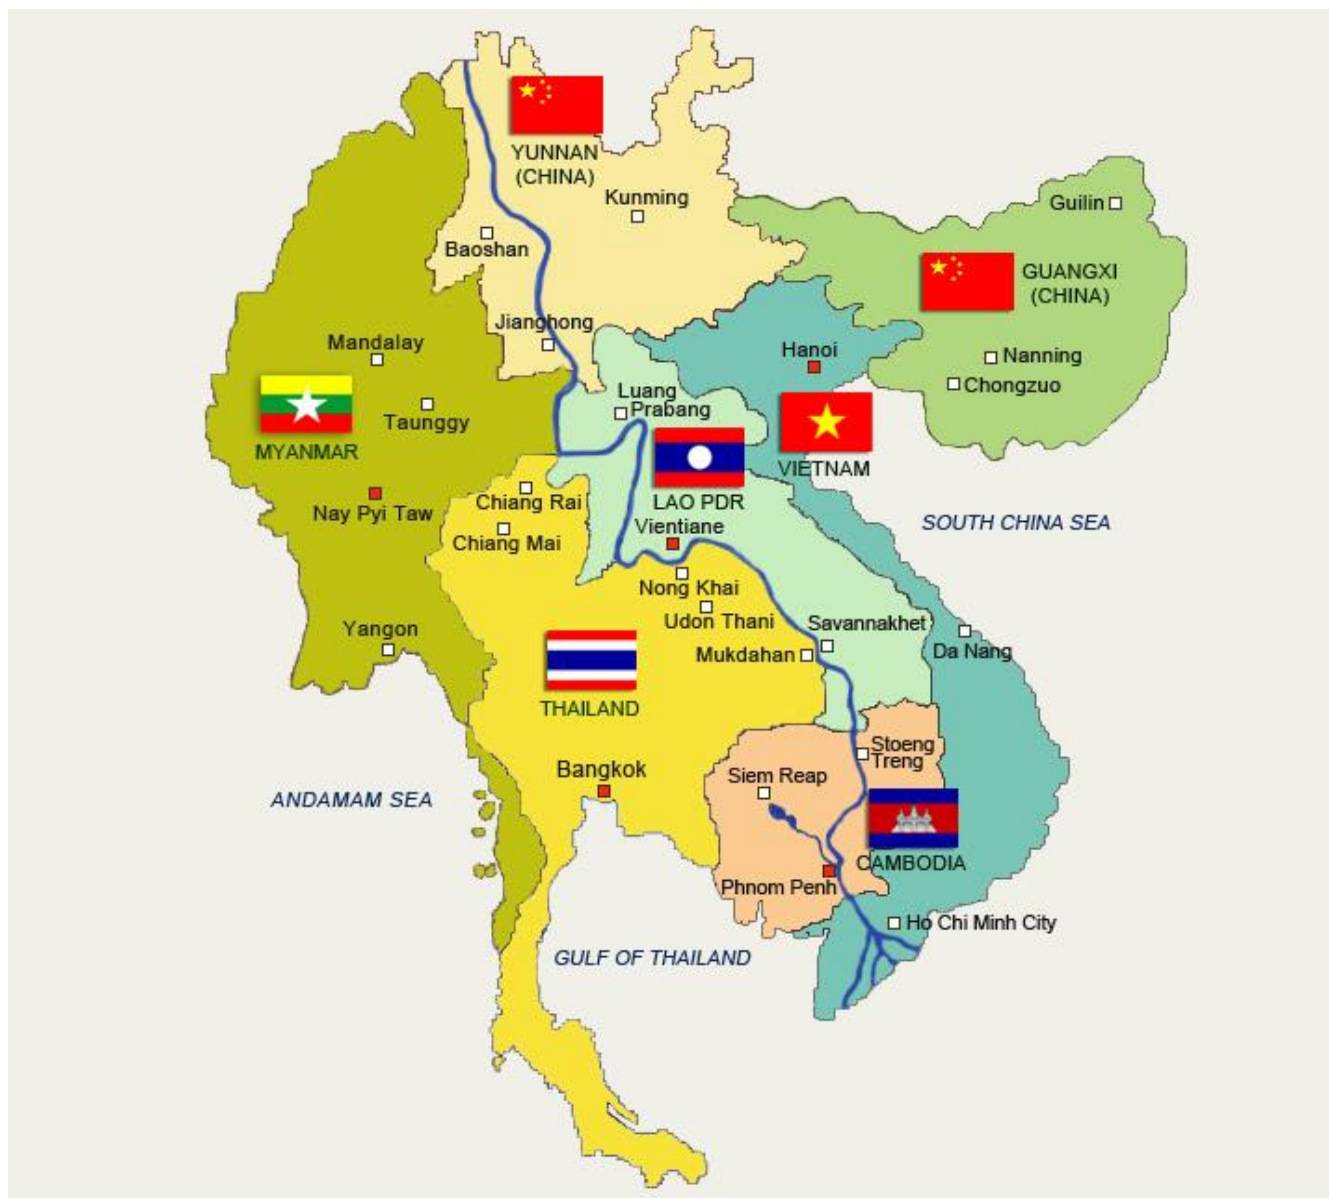 YUNNAN
(CHINA)
Kunming
Guilin
Baoshan
GUANGXI
(CHINA)
Jianghong
Mandalay
Hanoi
Nanning
Chongzuo
Luang
Prabang
Taunggy
MYANMAR
VIETNAM
Chiang Rai
LAO PDR
Nay Pyi Taw
Vientiane
SOUTH CHINA SEA
Chiang Mai
Nong Khai
Udon Thani
Savannakhet
Yangon
Mukdahan
Da Nang
THAILAND
Stoeng
Treng
Bangkok
Siem Reap
ANDAMAM SEA
CAMBODIA
Phnom Penh
Ho Chi Minh City
GULF OF THAILAND